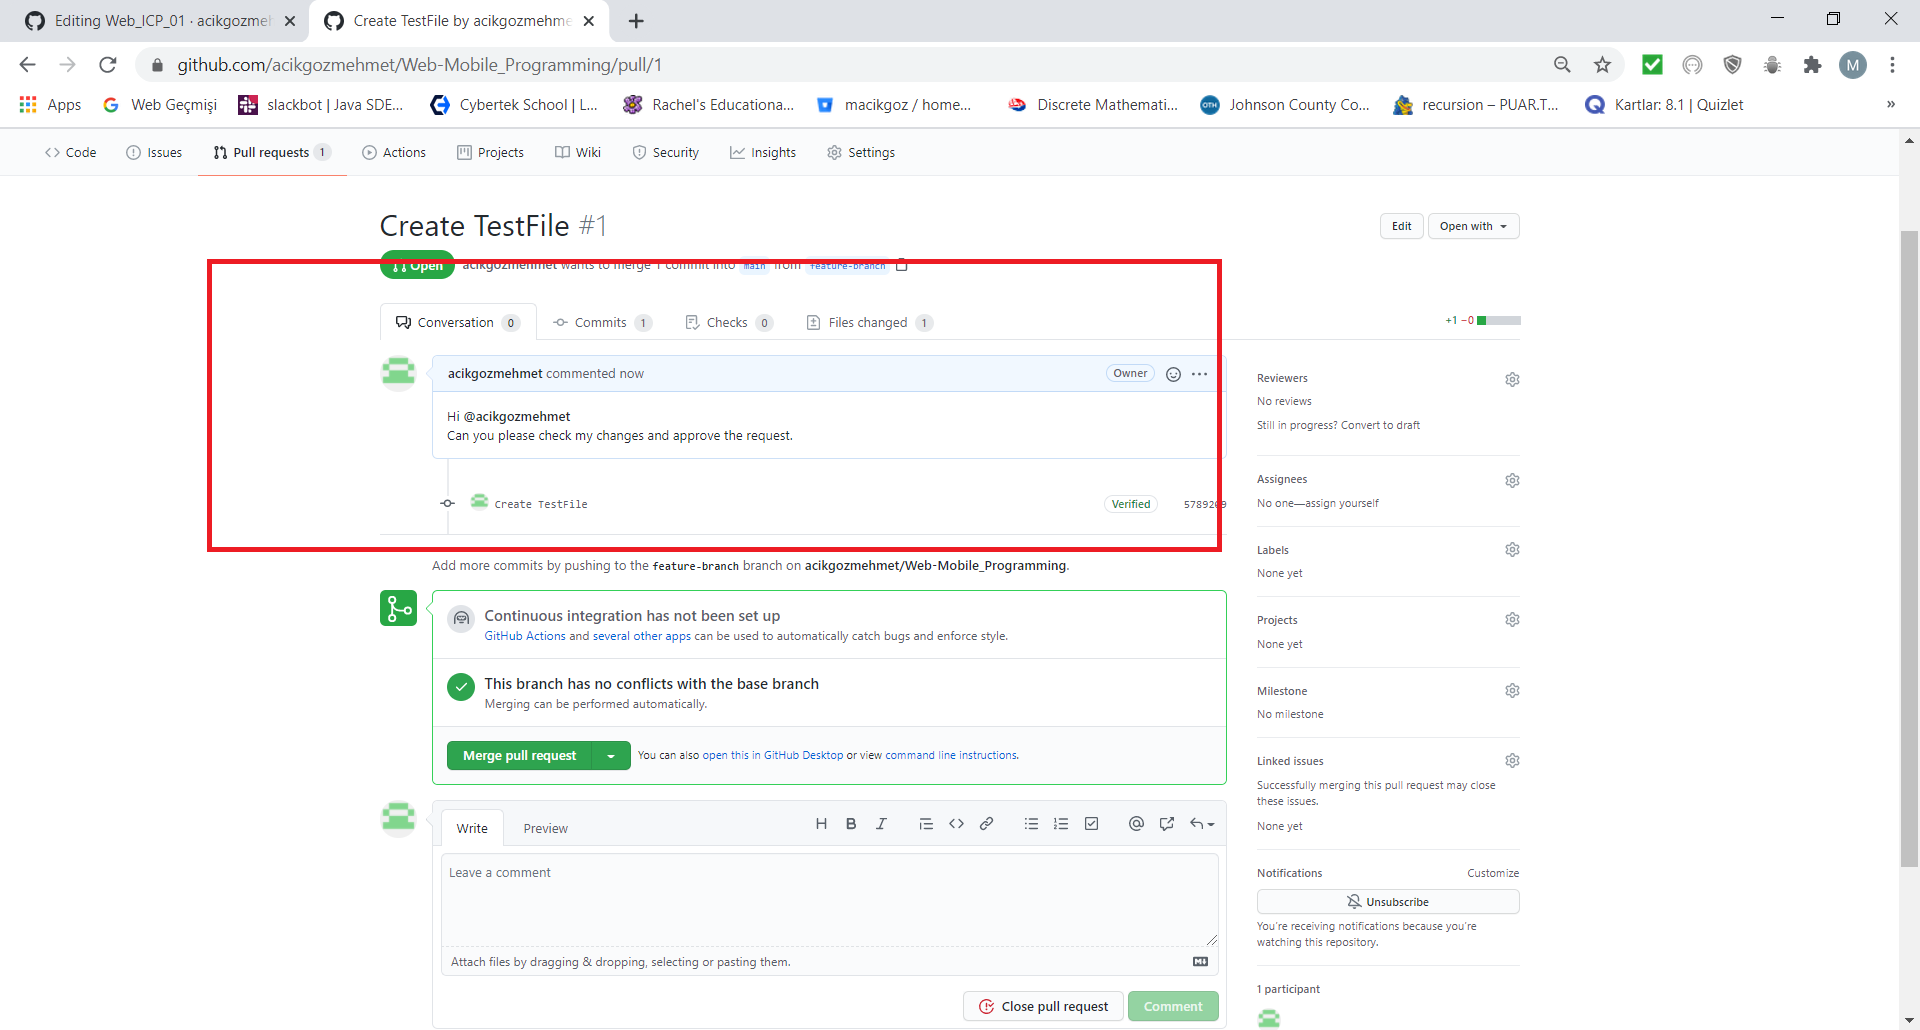 Editing Web_ICP_01 · acikgozmeh
Create TestFile by acikgozmehme
github.com/acikgozmehmet/Web-Mobile_Programming/pull/1
M
Apps
Web Geçmişi
slackbot | Java SDE...
Cybertek School | L...
Rachel's Educationa...
macikgoz / home...
Discrete Mathemati...
OTH
Johnson County Co...
recursion – PUAR.T...
Kartlar: 8.1 | Quizlet
»
Code
Issues
Pull requests 1
Actions
Projects
Wiki
Security
Insights
Settings
Create TestFile #1
Edit
Open with
Open
acikgozmehmet wants to merge 1 commit into main from feature-branch
Conversation 0
Commits 1
Checks 0
Files changed 1
+1 −0
acikgozmehmet commented now
Owner
Hi @acikgozmehmet
Can you please check my changes and approve the request.
Create TestFile
Verified
5789209
Add more commits by pushing to the feature-branch branch on acikgozmehmet/Web-Mobile_Programming.
Continuous integration has not been set up
GitHub Actions and several other apps can be used to automatically catch bugs and enforce style.
This branch has no conflicts with the base branch
Merging can be performed automatically.
Merge pull request
You can also open this in GitHub Desktop or view command line instructions.
Write
Preview
H B I
Leave a comment
Attach files by dragging & dropping, selecting or pasting them.
Close pull request
Comment
Reviewers
No reviews
Still in progress? Convert to draft
Assignees
No one—assign yourself
Labels
None yet
Projects
None yet
Milestone
No milestone
Linked issues
Successfully merging this pull request may close
these issues.
None yet
Notifications
Customize
Unsubscribe
You're receiving notifications because you're
watching this repository.
1 participant